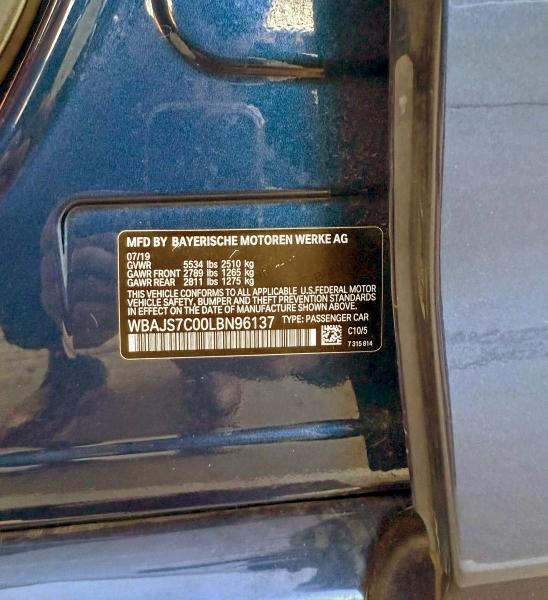 MFD BY BAYERISCHE MOTOREN WERKE AG
07/19
GVWR 5534 lbs 2510 kg
GAWR FRONT 2789 lbs 1265 kg
GAWR REAR 2811 lbs 1275 kg
THIS VEHICLE CONFORMS TO ALL APPLICABLE U.S.FEDERAL MOTOR
VEHICLE SAFETY, BUMPER AND THEFT PREVENTION STANDARDS
IN EFFECT ON THE DATE OF MANUFACTURE SHOWN ABOVE.
WBAJS7C00LBN96137 TYPE: PASSENGER CAR
C10/5
7 315 814